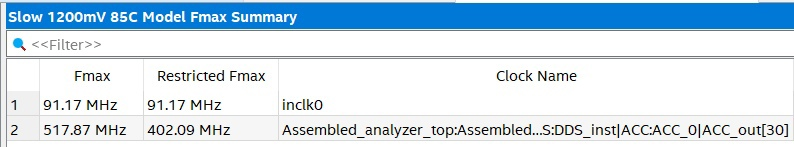 Slow 1200mV 85C Model Fmax Summary
<<Filter>>
Fmax Restricted Fmax Clock Name
1 91.17 MHz 91.17 MHz inclk0
2 517.87 MHz 402.09 MHz Assembled_analyzer_top:Assembled...S:DDS_inst|ACC:ACC_0|ACC_out[30]